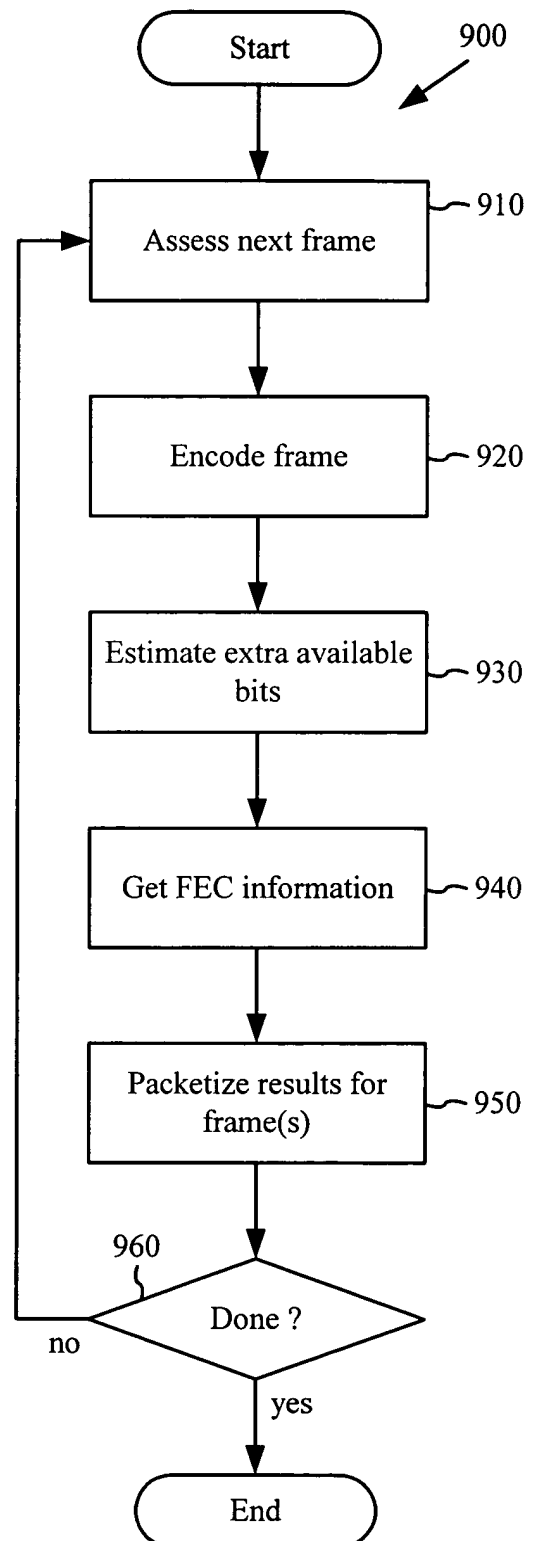 Start
900
Assess next frame
910
Encode frame
920
Estimate extra available
bits
930
Get FEC information
940
Packetize results for
frame(s)
950
960
Done ?
no
yes
End